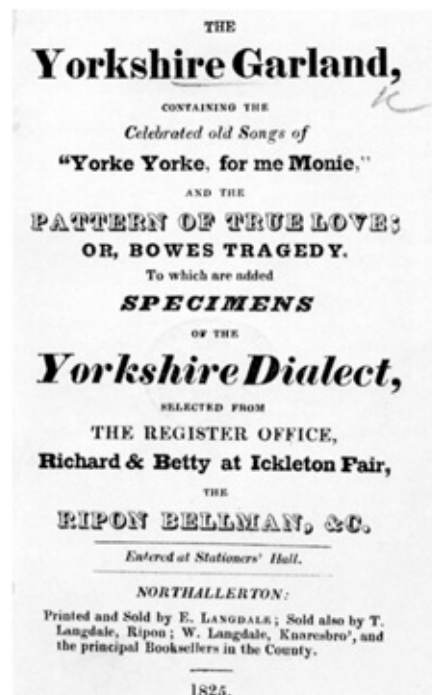 THE
Yorkshire Garland,
CONTAINING THE
Celebrated old Songs of
"Yorke Yorke, for me Monie,"
AND THE
PATTERN OF TRUE LOVE;
OR, BOWES TRAGEDY.
To which are added
SPECIMENS
OF THE
Yorkshire Dialect,
SELECTED FROM
THE REGISTER OFFICE,
Richard & Betty at Ickleton Fair,
THE
RIPON BELLMAN, &C.
Entered at Stationers' Hall.
NORTHALLERTON:
Printed and Sold by E. LANGDALE; Sold also by T.
Langdale, Ripon; W. Langdale, Knaresbro', and
the principal Booksellers in the County.
1825.